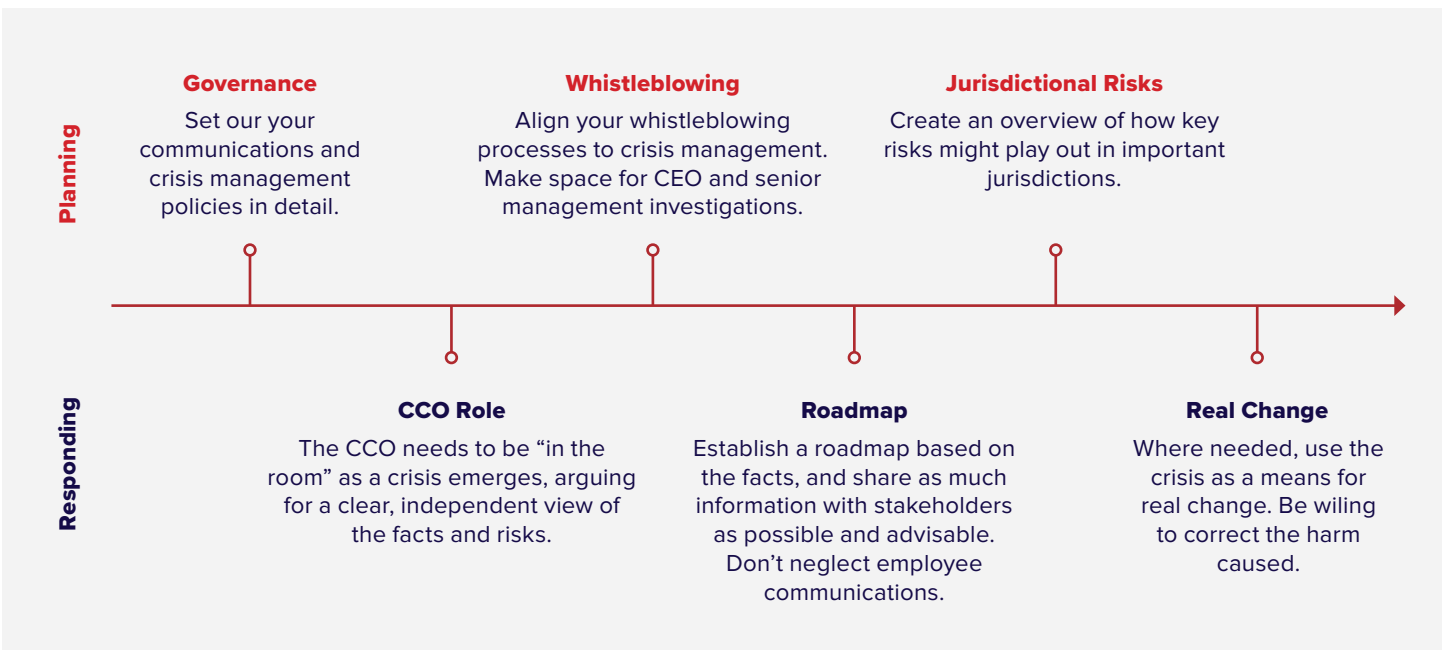 Planning
Governance
Set our your
communications and
crisis management
policies in detail.
Whistleblowing
Align your whistleblowing
processes to crisis management.
Make space for CEO and senior
management investigations.
Jurisdictional Risks
Create an overview of how key
risks might play out in important
jurisdictions.
Responding
CCO Role
The CCO needs to be “in the
room” as a crisis emerges, arguing
for a clear, independent view of
the facts and risks.
Roadmap
Establish a roadmap based on
the facts, and share as much
information with stakeholders
as possible and advisable.
Don’t neglect employee
communications.
Real Change
Where needed, use the
crisis as a means for
real change. Be wiling
to correct the harm
caused.